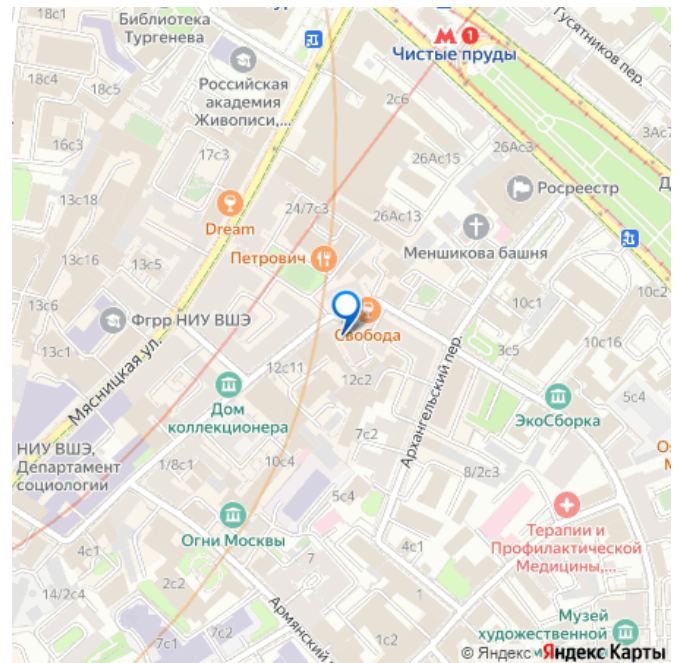 Библиотека
Тургенева
Гусятников пер.
М 1
Чистые пруды
18с4
18с5
Российская
академия
Живописи,...
2с6
16с3
17с3
26Ас15
26Ас3
3Ас7
13с18
Росреестр
Д
24/7с3
26Ас13
Dream
Меншикова башня
Петрович
13с16
13с5
10с2
13с6
Фгрр НИУ ВШЭ
10с1
Свобода
13с1
3с5
Мясницкая ул.
12с11
12с2
Архангельский пер.
5с4
Дом
коллекционера
ЭкоСборка
7с2
НИУ ВШЭ,
Департамент
социологии
1/8с1
10с4
8/2с3
5с4
Огни Москвы
Терапии и
Профилактической
Медицины,...
4с1
4с1
7
14/2с4
2с2
Армянский
Музей
художественной
7с1
7с2
1с2
© Яндекс Яндекс Карты